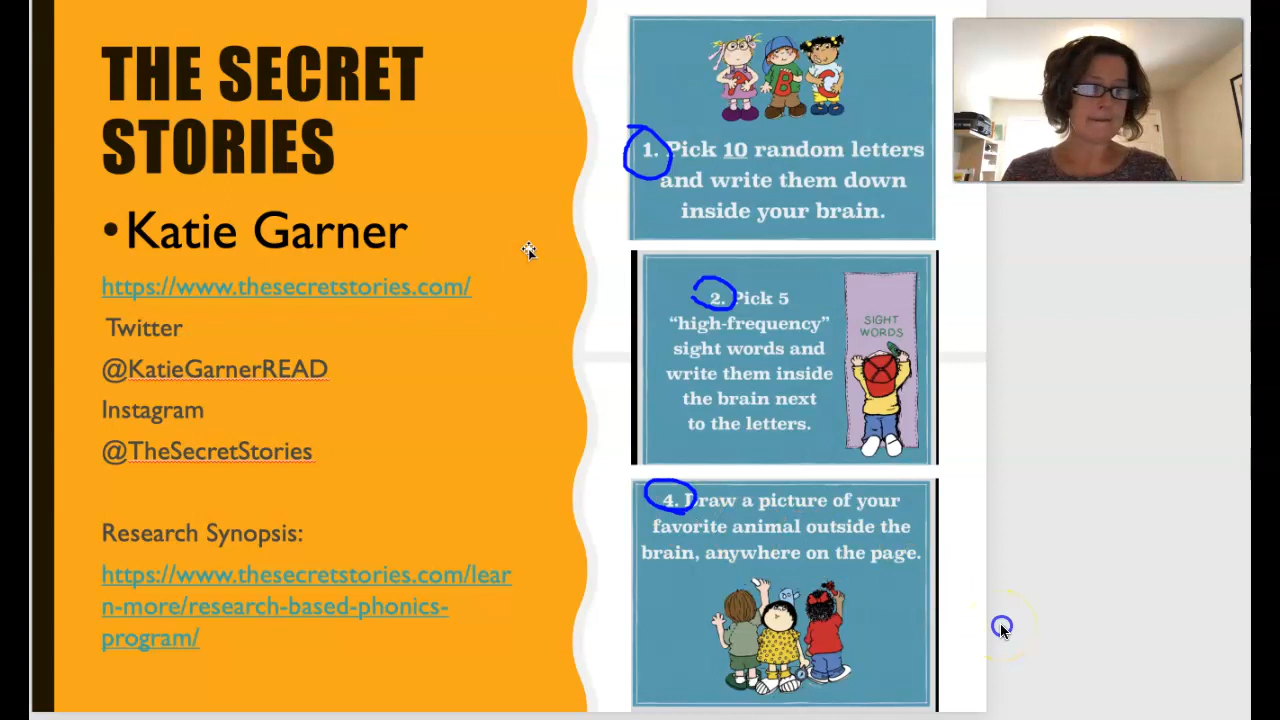 THE SECRET
STORIES
•Katie Garner
https://www.thesecretstories.com/
Twitter
@KatieGarnerREAD
Instagram
@TheSecretStories
Research Synopsis:
https://www.thesecretstories.com/lear
n-more/research-based-phonics-
program/
A B C
1. Pick 10 random letters
and write them down
inside your brain.
2. Pick 5
“high-frequency”
sight words and
write them inside
the brain next
to the letters.
SIGHT
WORDS
4. Draw a picture of your
favorite animal outside the
brain, anywhere on the page.